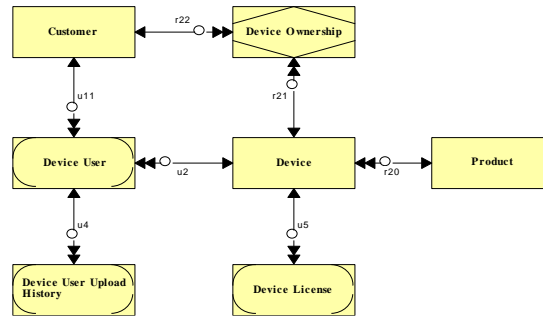 Customer
r22
Device Ownership
u11
r21
Device User
u2
Device
r20
Product
u4
u5
Device User Upload
History
Device License